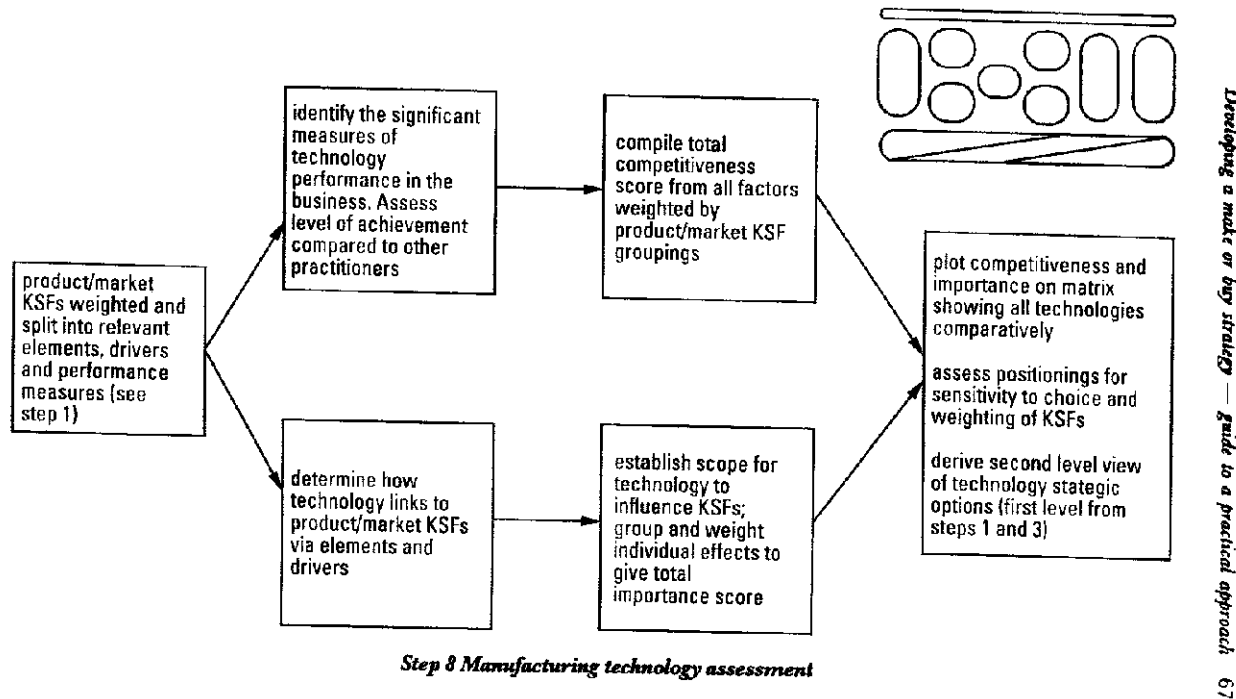 product/market
KSFs weighted and
split into relevant
elements, drivers
and performance
measures (see
step 1)
identify the significant
measures of
technology
performance in the
business. Assess
level of achievement
compared to other
practitioners
compile total
competitiveness
score from all factors
weighted by
product/market KSF
groupings
determine how
technology links to
product/market KSFs
via elements and
drivers
establish scope for
technology to
influence KSFs;
group and weight
individual effects to
give total
importance score
plot competitiveness and
importance on matrix
showing all technologies
comparatively
assess positionings for
sensitivity to choice and
weighting of KSFs
derive second level view
of technology stategic
options (first level from
steps 1 and 3)
Step 8 Manufacturing technology assessment
Developing a make or buy strategy — guide to a practical approach 67